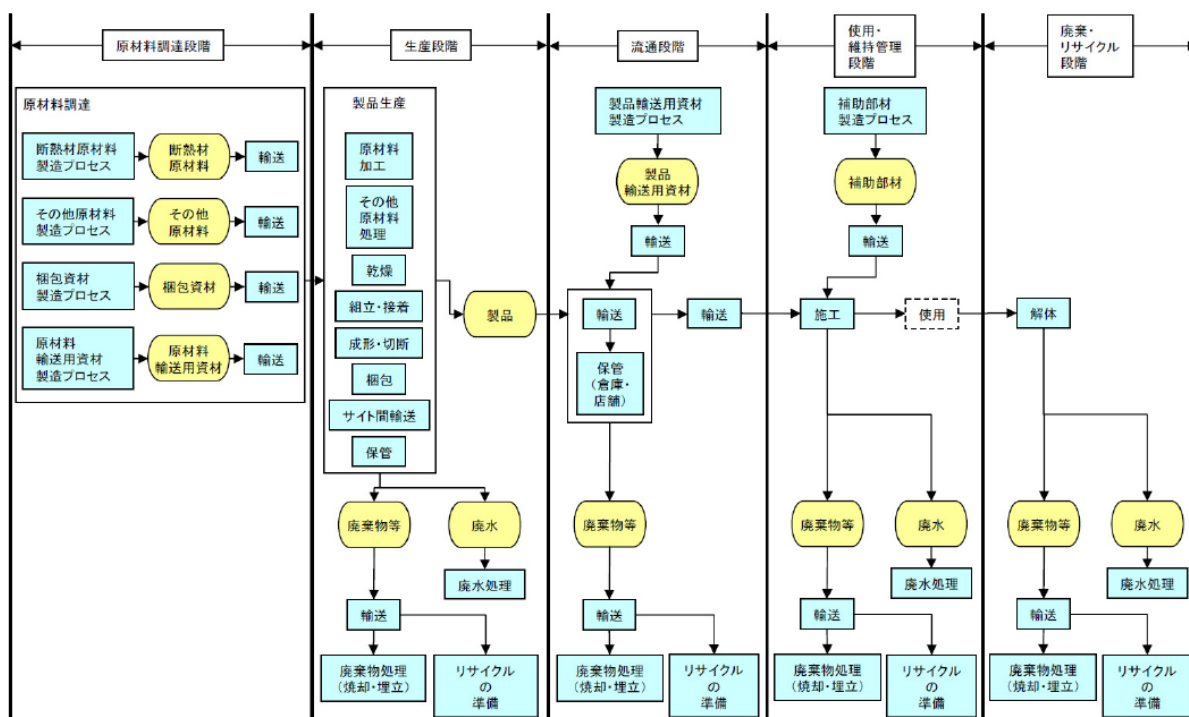 原材料調達段階
生産段階
流通段階
使用・
維持管理
段階
廃棄・
リサイクル
段階
原材料調達
断熱材原材料
製造プロセス
断熱材
原材料
輸送
その他原材料
製造プロセス
その他
原材料
輸送
梱包資材
製造プロセス
梱包資材
輸送
原材料
輸送用資材
製造プロセス
原材料
輸送用資材
輸送
製品生産
原材料
加工
その他
原材料
処理
乾燥
組立・接着
成形・切断
梱包
サイト間輸送
保管
製品
廃棄物等
廃水
廃水処理
輸送
廃棄物処理
（焼却・埋立）
リサイクル
の
準備
製品輸送用資材
製造プロセス
製品
輸送用資材
輸送
輸送
保管
（倉庫・
店舗）
輸送
廃棄物等
輸送
廃棄物処理
（焼却・埋立）
リサイクル
の
準備
補助部材
製造プロセス
補助部材
輸送
施工
使用
廃棄物等
廃水
廃水処理
輸送
廃棄物処理
（焼却・埋立）
リサイクル
の
準備
解体
廃棄物等
廃水
廃水処理
輸送
廃棄物処理
（焼却・埋立）
リサイクル
の
準備